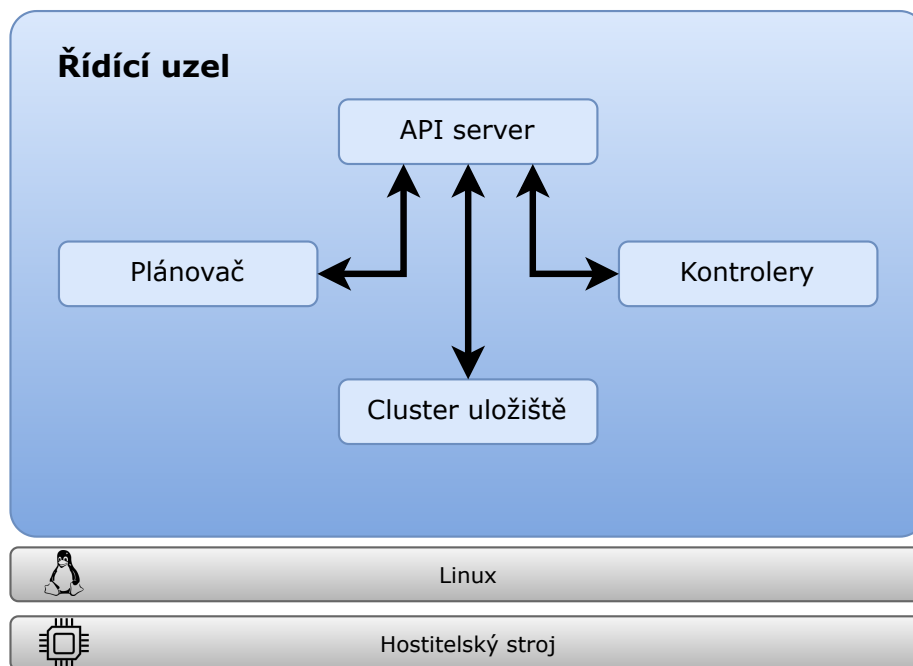 Řídící uzel
API server
Plánovač
Kontrolery
Cluster uložiště
Linux
Hostitelský stroj